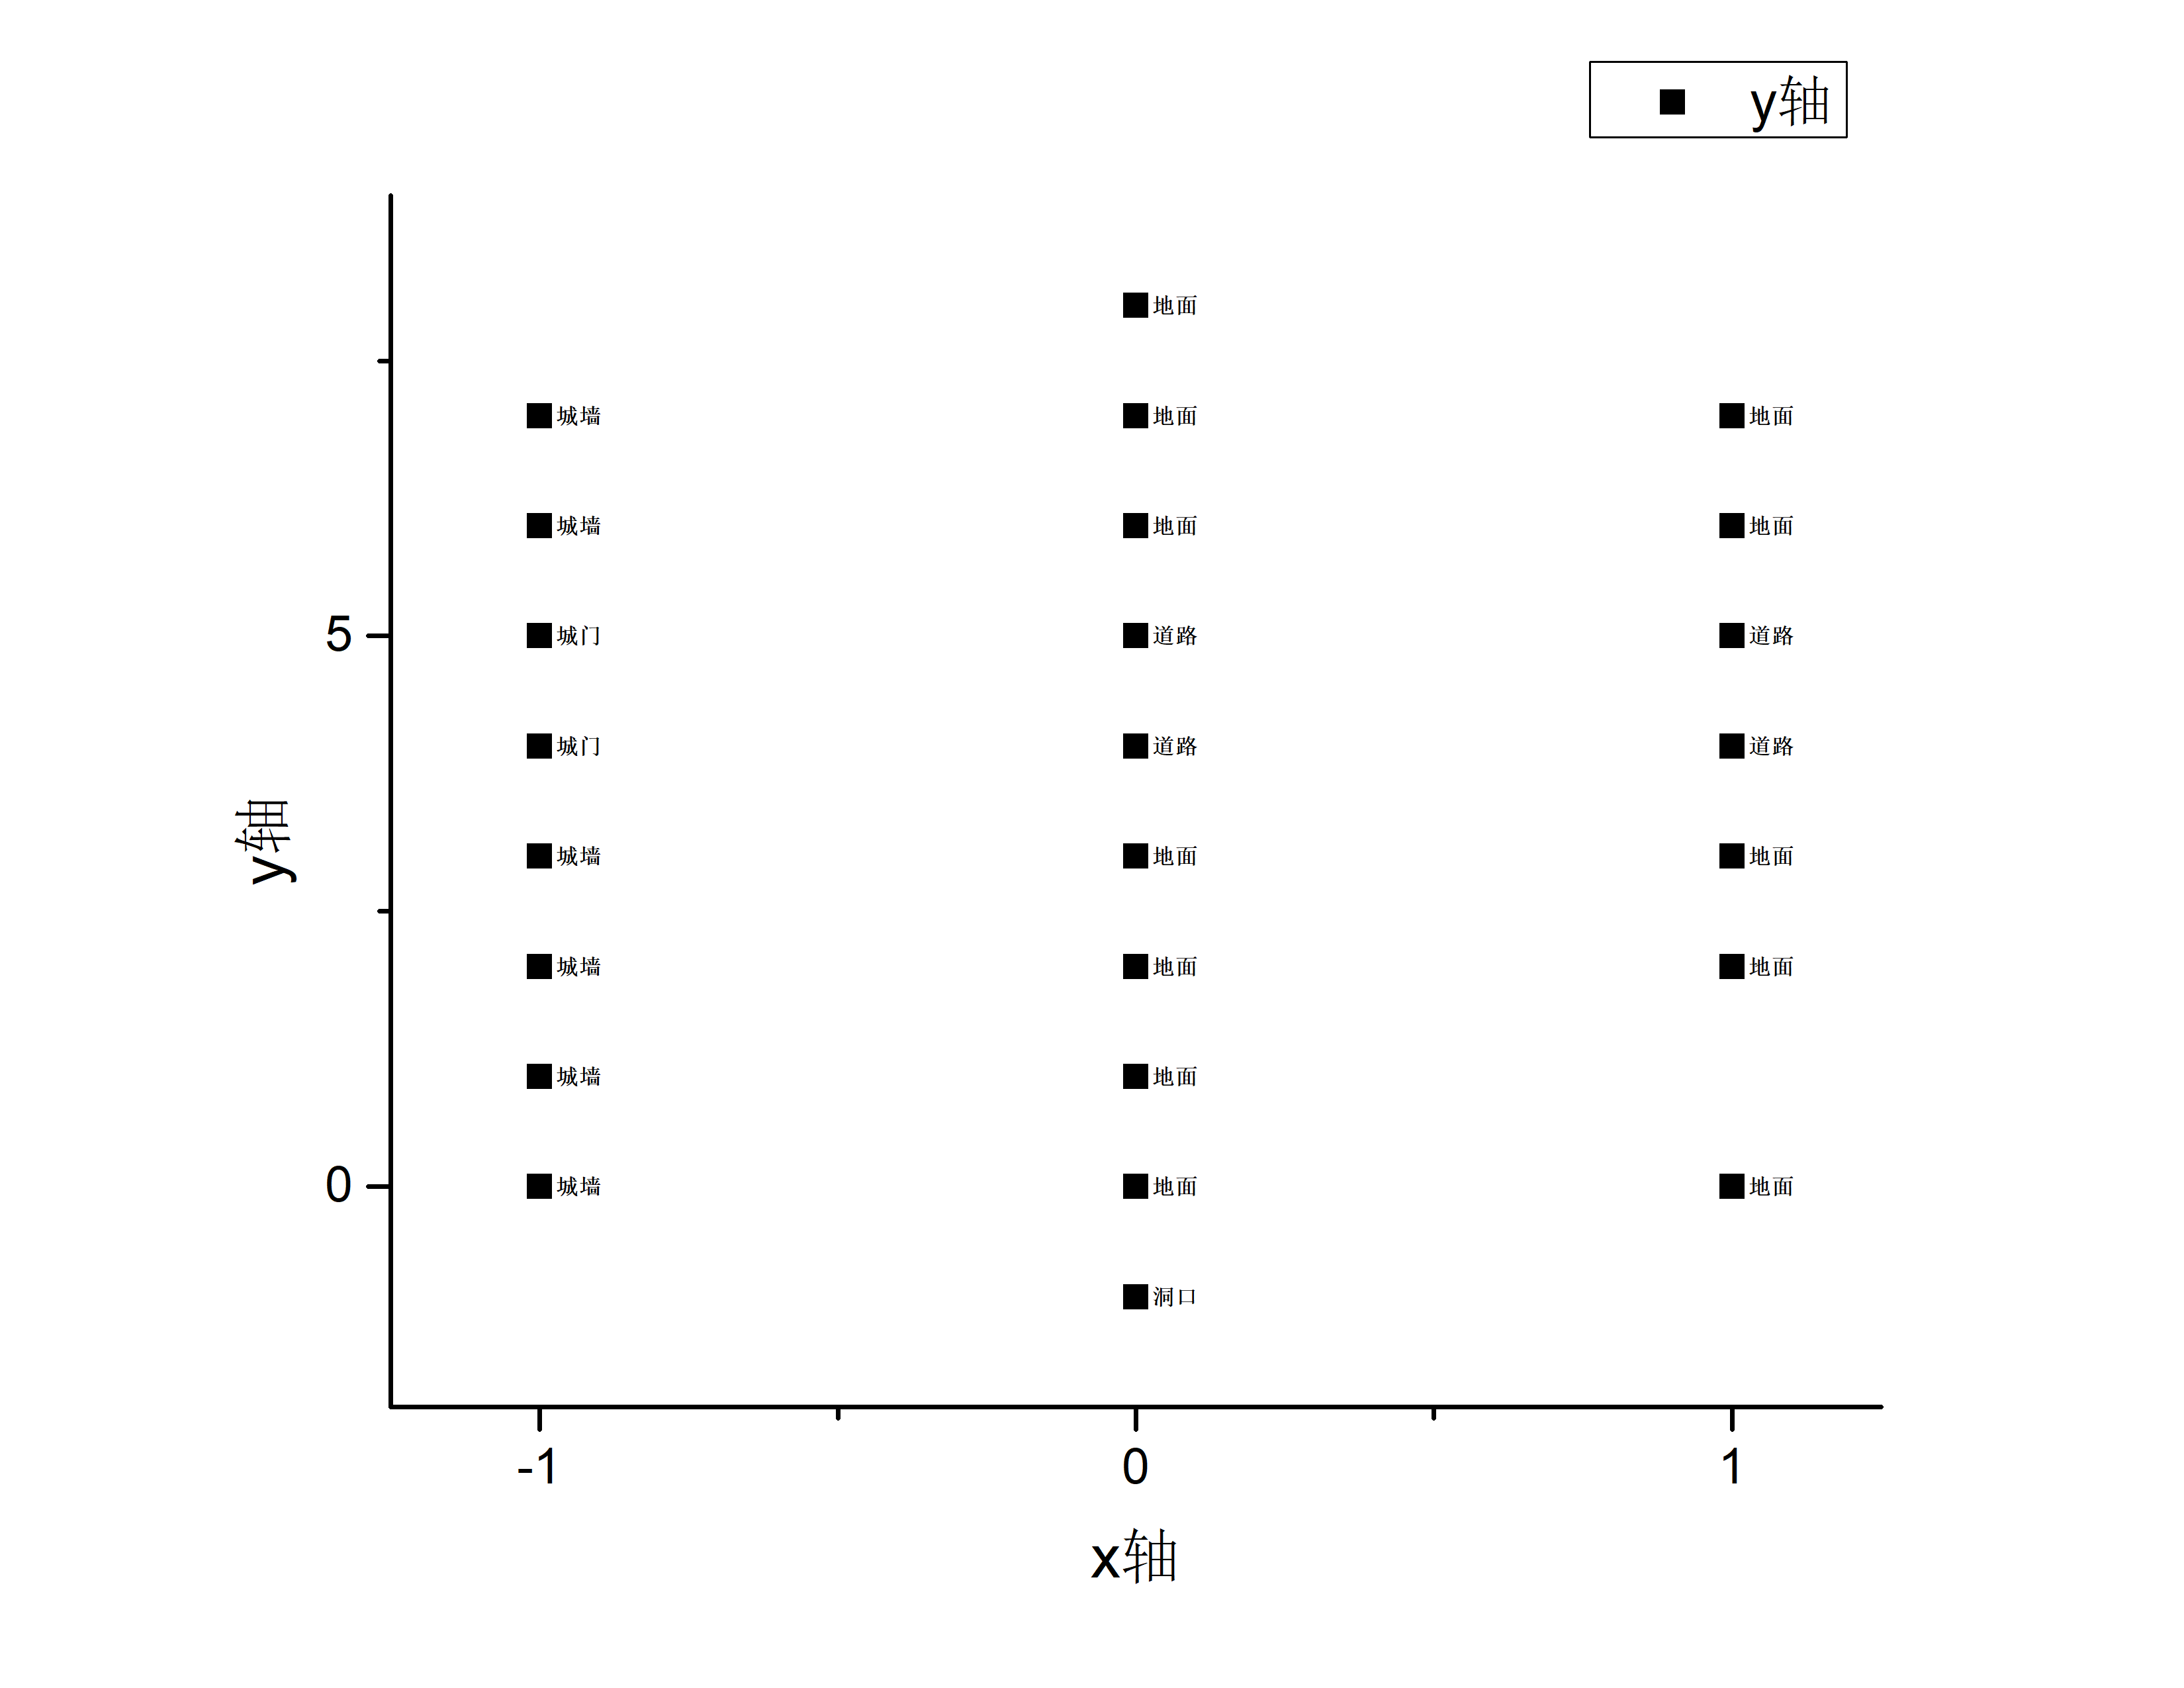 y轴
地面
城墙 地面 地面
城墙 地面 地面
5 城门 道路 道路
城门 道路 道路
y轴
城墙 地面 地面
城墙 地面 地面
城墙 地面
0 城墙 地面 地面
洞口
-1 0 1
x轴